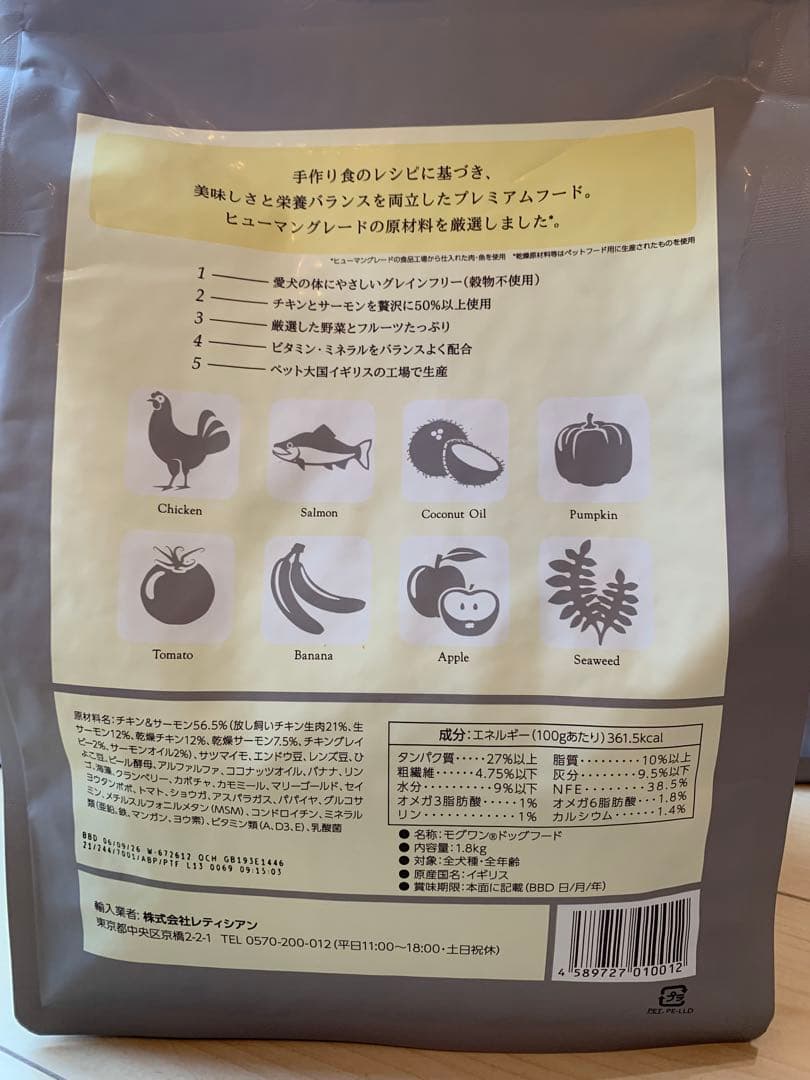 手作り食のレシピに基づき、
美味しさと栄養バランスを両立したプレミアムフード。
ヒューマングレードの原材料を厳選しました*。
*ヒューマングレードの食品工場から仕入れた肉・魚を使用 *乾燥原材料等はペットフード用に生産されたものを使用
1 愛犬の体にやさしいグレインフリー(穀物不使用)
2 チキンとサーモンを贅沢に50%以上使用
3 厳選した野菜とフルーツたっぷり
4 ビタミン・ミネラルをバランスよく配合
5 ペット大国イギリスの工場で生産
Chicken Salmon Coconut Oil Pumpkin
Tomato Banana Apple Seaweed
原材料名:チキン&サーモン56.5%(放し飼いチキン生肉21%、生
サーモン12%、乾燥チキン12%、乾燥サーモン7.5%、チキングレイ
ビー2%、サーモンオイル2%)、サツマイモ、エンドウ豆、レンズ豆、ひ
よこ豆、ビール酵母、アルファルファ、ココナッツオイル、バナナ、リン
ゴ、海藻、クランベリー、カボチャ、カモミール、マリーゴールド、セイ
ヨウタンポポ、トマト、ショウガ、アスパラガス、パパイヤ、グルコサ
ミン、メチルスルフォニルメタン(MSM)、コンドロイチン、ミネラル
類(亜鉛、鉄、マンガン、ヨウ素)、ビタミン類(A、D3、E)、乳酸菌
BBD 06/09/26 W-672612 OCH GB193E1446
21/244/7001/ABP/PTF L13 0069 09:15:03
成分:エネルギー(100gあたり)361.5kcal
タンパク質・・・・・27%以上 脂質・・・・・・・・・10%以上
粗繊維・・・・・4.75%以下 灰分・・・・・・・・9.5%以下
水分・・・・・・・・・・9%以下 NFE・・・・・・・・・38.5%
オメガ3脂肪酸・・・・・1% オメガ6脂肪酸・・・1.8%
リン・・・・・・・・・・・・1% カルシウム・・・・・・1.4%
● 名称:モグワン®ドッグフード
● 内容量:1.8kg
● 対象:全犬種・全年齢
● 原産国名:イギリス
● 賞味期限:本面に記載(BBD 日/月/年)
輸入業者:株式会社レティシアン
東京都中央区京橋2-2-1 TEL 0570-200-012(平日11:00〜18:00・土日祝休)
4 589727 010012
プラ
PET, PE-LLD